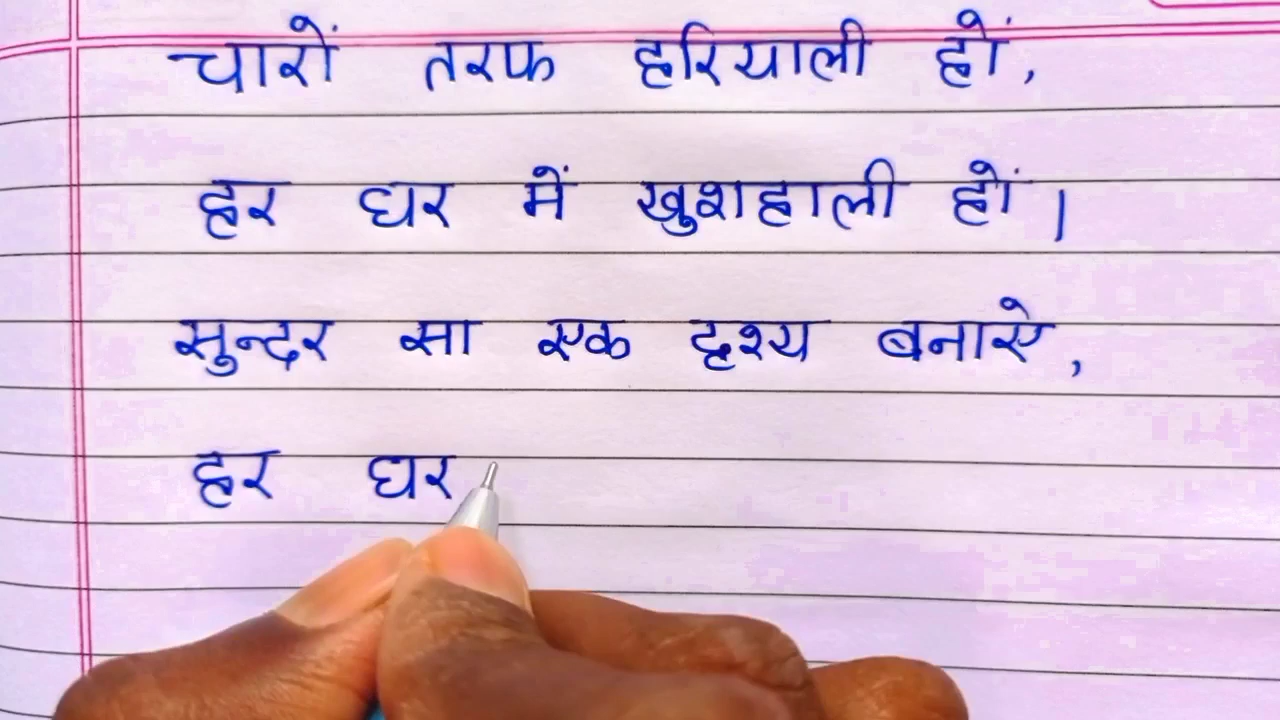 चारों तरफ हरियाली हों,
हर घर में खुशहाली हों।
सुन्दर सा एक दृश्य बनाऐ,
हर घर